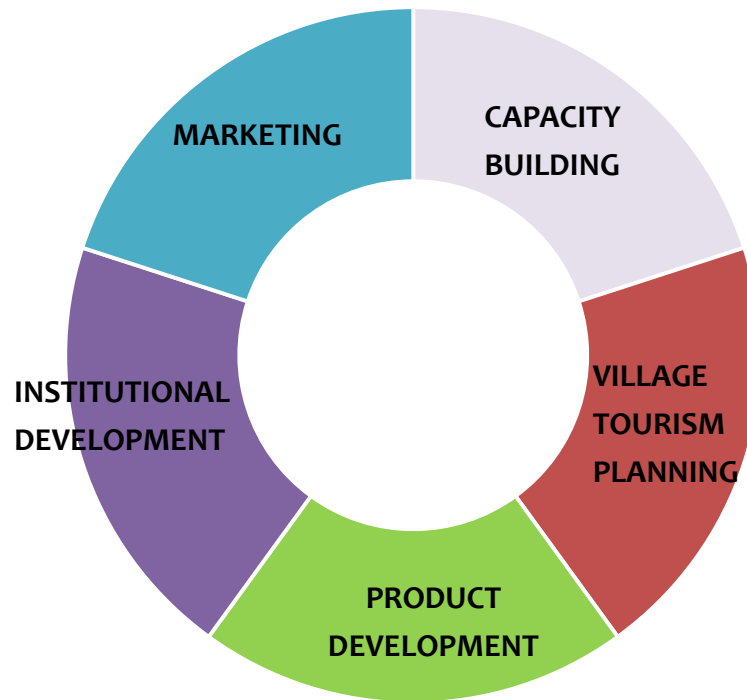 MARKETING
CAPACITY
BUILDING
VILLAGE
TOURISM
PLANNING
INSTITUTIONAL
DEVELOPMENT
PRODUCT
DEVELOPMENT